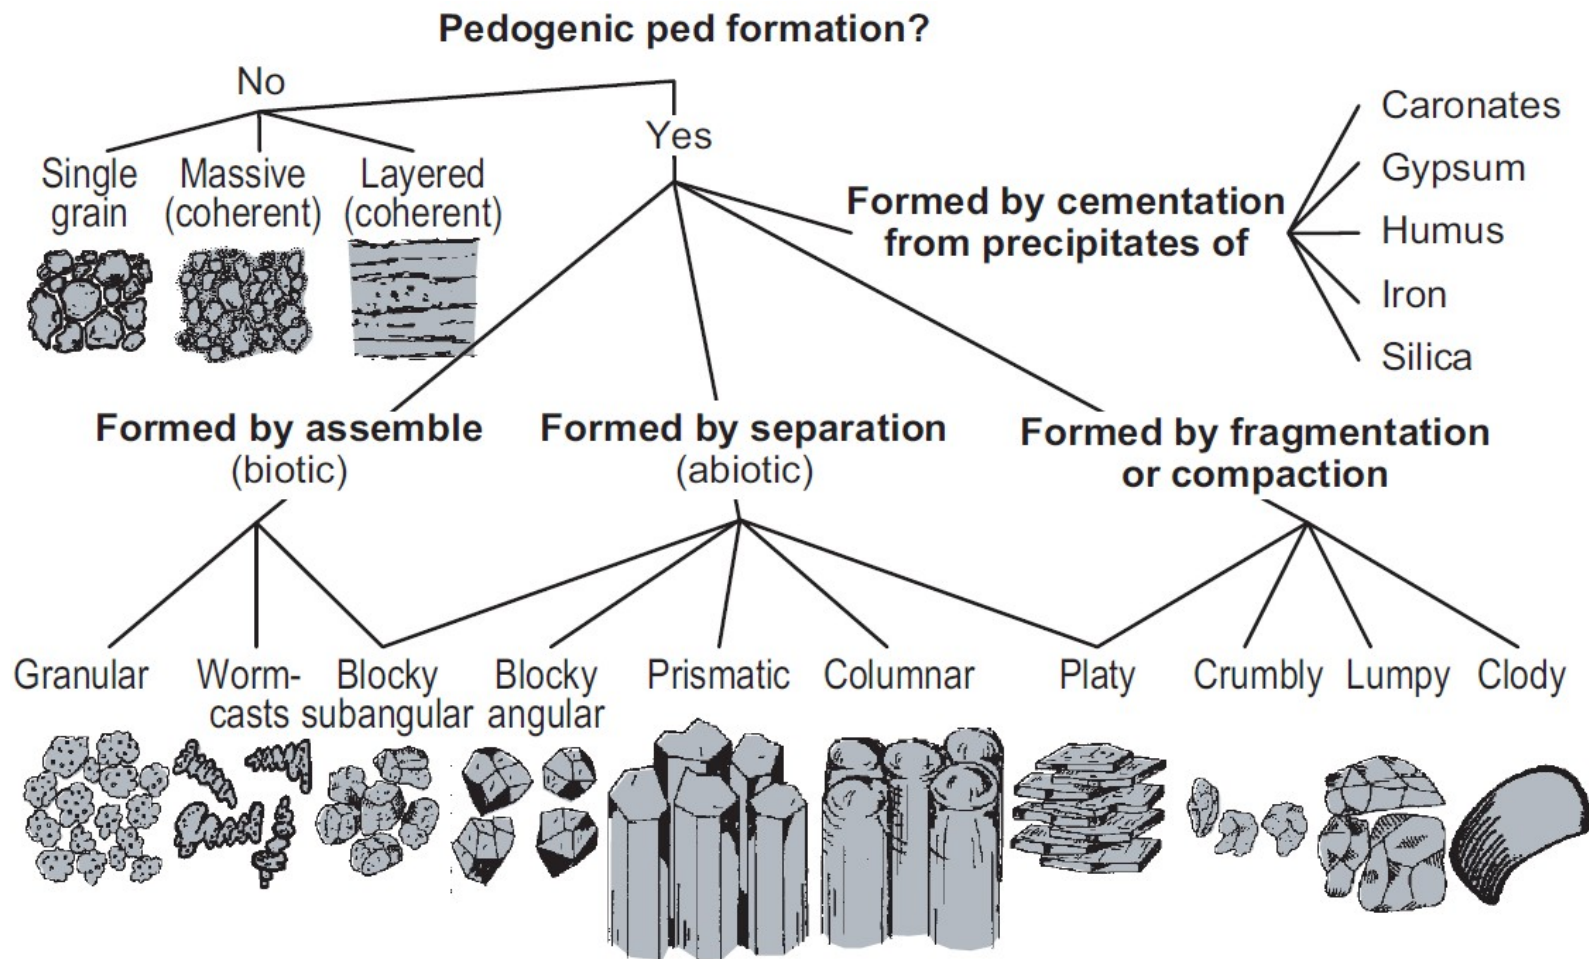 Pedogenic ped formation?
No
Yes
Single
grain
Massive
(coherent)
Layered
(coherent)
Formed by cementation
from precipitates of
Caronates
Gypsum
Humus
Iron
Silica
Formed by assemble
(biotic)
Formed by separation
(abiotic)
Formed by fragmentation
or compaction
Granular
Worm-
casts
Blocky
subangular
Blocky
angular
Prismatic
Columnar
Platy
Crumbly
Lumpy
Clody